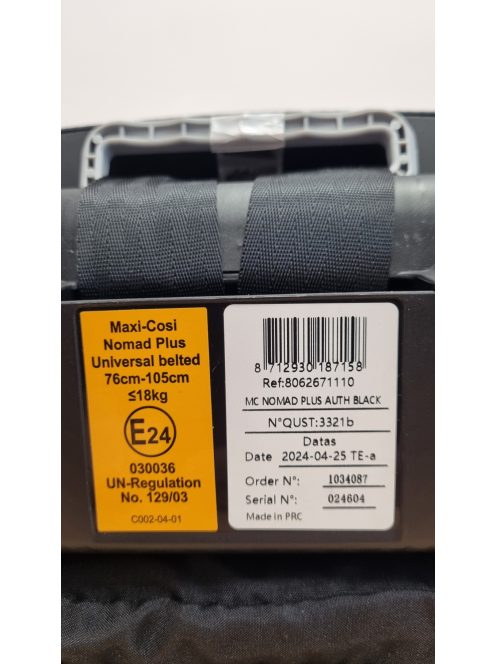 Maxi-Cosi
Nomad Plus
Universal belted
76cm-105cm
≤18kg
E24
030036
UN-Regulation
No. 129/03
C002-04-01
8 712930 187158
Ref:8062671110
MC NOMAD PLUS AUTH BLACK
N°QUST:3321b
Datas
Date 2024-04-25 TE-a
Order N°: 1034087
Serial N°: 024604
Made in PRC